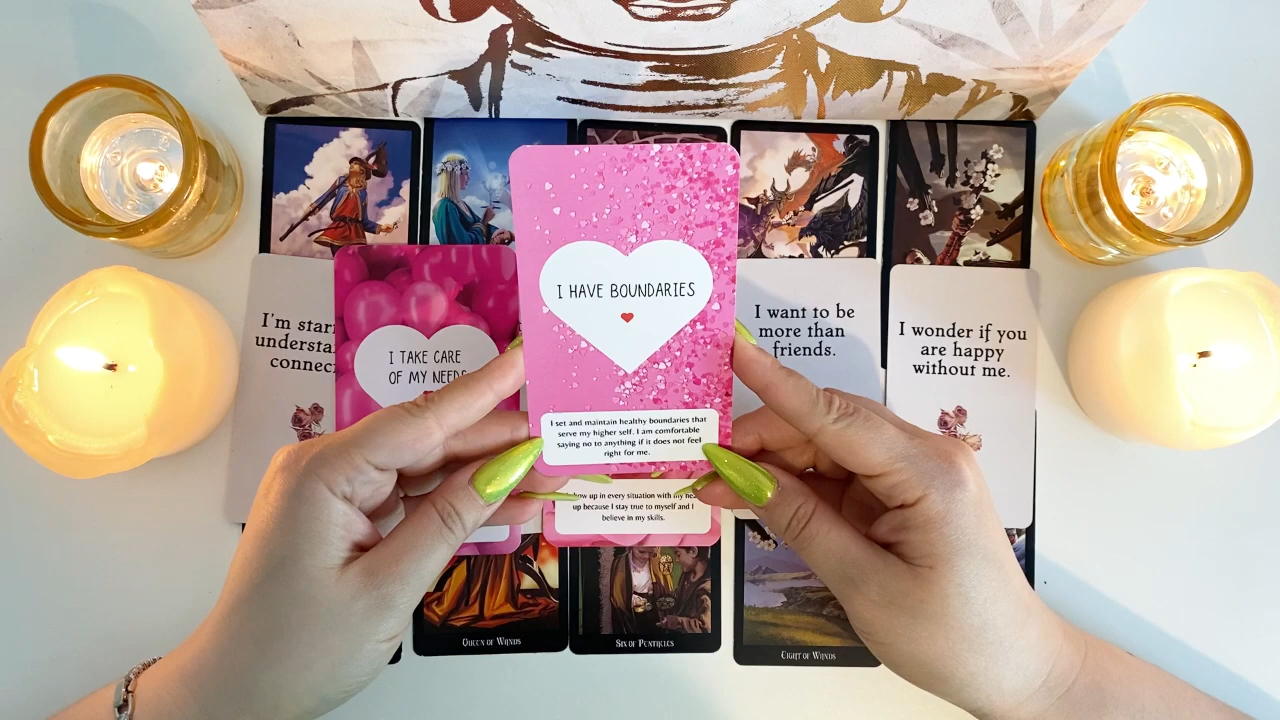 I HAVE BOUNDARIES
I set and maintain healthy boundaries that
serve my higher self. I am comfortable
saying no to anything if it does not feel
right for me.
I TAKE CARE
OF MY NEEDS
up in every situation with my
up because I stay true to myself and I
believe in my skills.
I'm
I want to be
more than
friends.
I wonder if you
are happy
without me.
Queen of Wands
Six of Pentacles
Eight of Wands